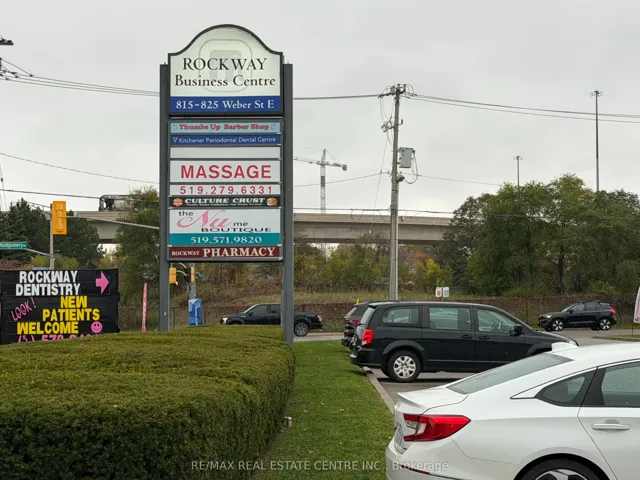 ROCKWAY
Business Centre
815-825 Weber St E
Thumbs Up Barber Shop
Kitchener Periodontal Dental Centre
MASSAGE
519.279.6331
CULTURE CRUST
the Nu me
BOUTIQUE
519.571.9820
ROCKWAY PHARMACY
Montgomery
ROCKWAY
DENTISTRY
LOOK! NEW
PATIENTS
WELCOME
RE/MAX REAL ESTATE CENTRE INC., Brokerage